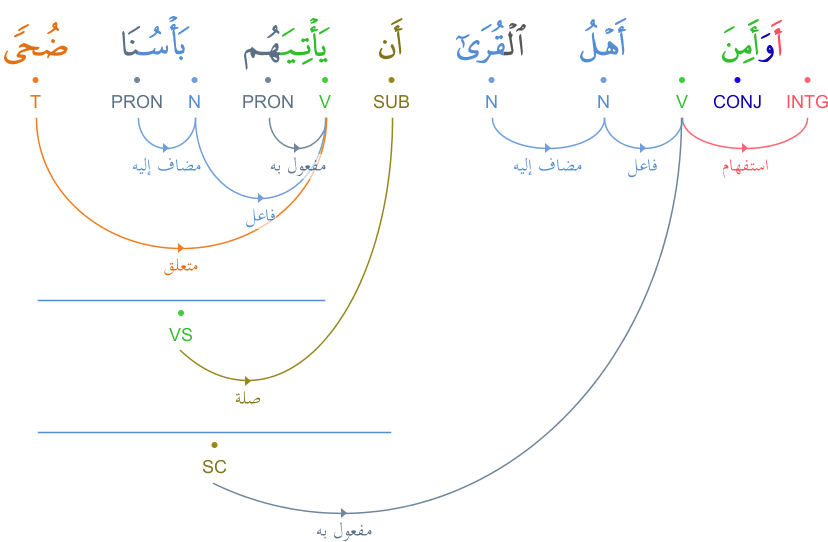 أَوَأَمِنَ أَهْلُ ٱلْقُرَىٰٓ أَن يَأْتِيَهُم بَأْسُنَا ضُحًى
T PRON N PRON V SUB N N V CONJ INTG
مضاف إليه مفعول به مضاف إليه فاعل استفهام
فاعل
متعلق
VS
صلة
SC
مفعول به